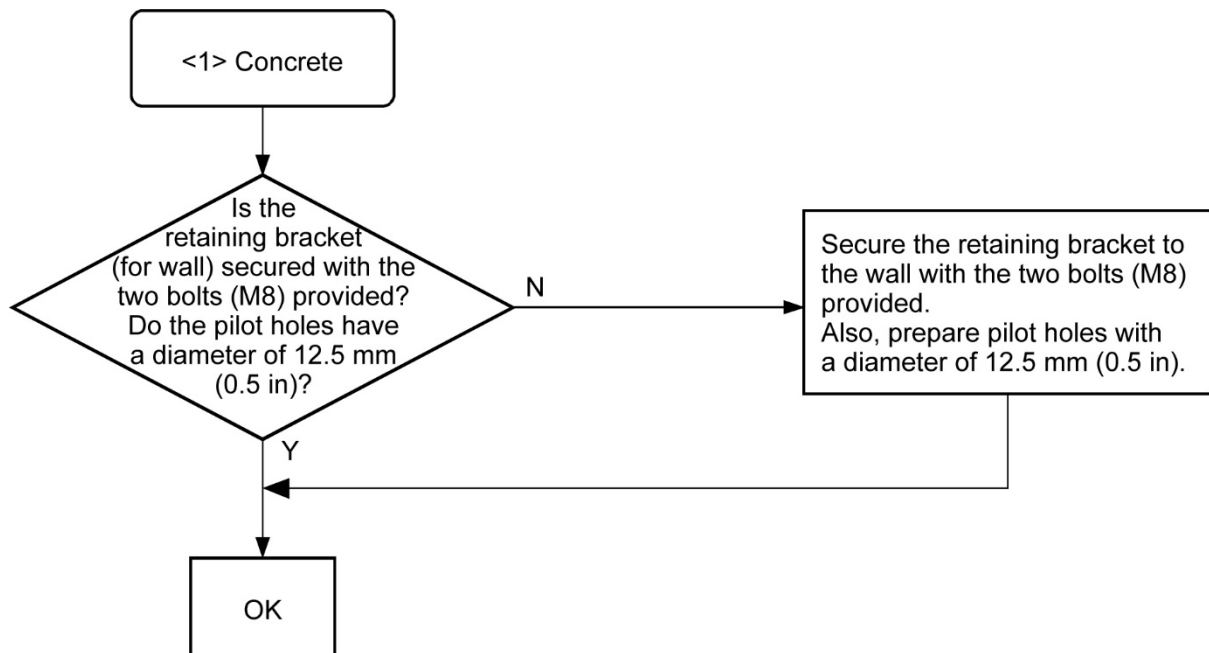 <1> Concrete
Is the
retaining bracket
(for wall) secured with the
two bolts (M8) provided?
Do the pilot holes have
a diameter of 12.5 mm
(0.5 in)?
N
Secure the retaining bracket to
the wall with the two bolts (M8)
provided.
Also, prepare pilot holes with
a diameter of 12.5 mm (0.5 in).
Y
OK